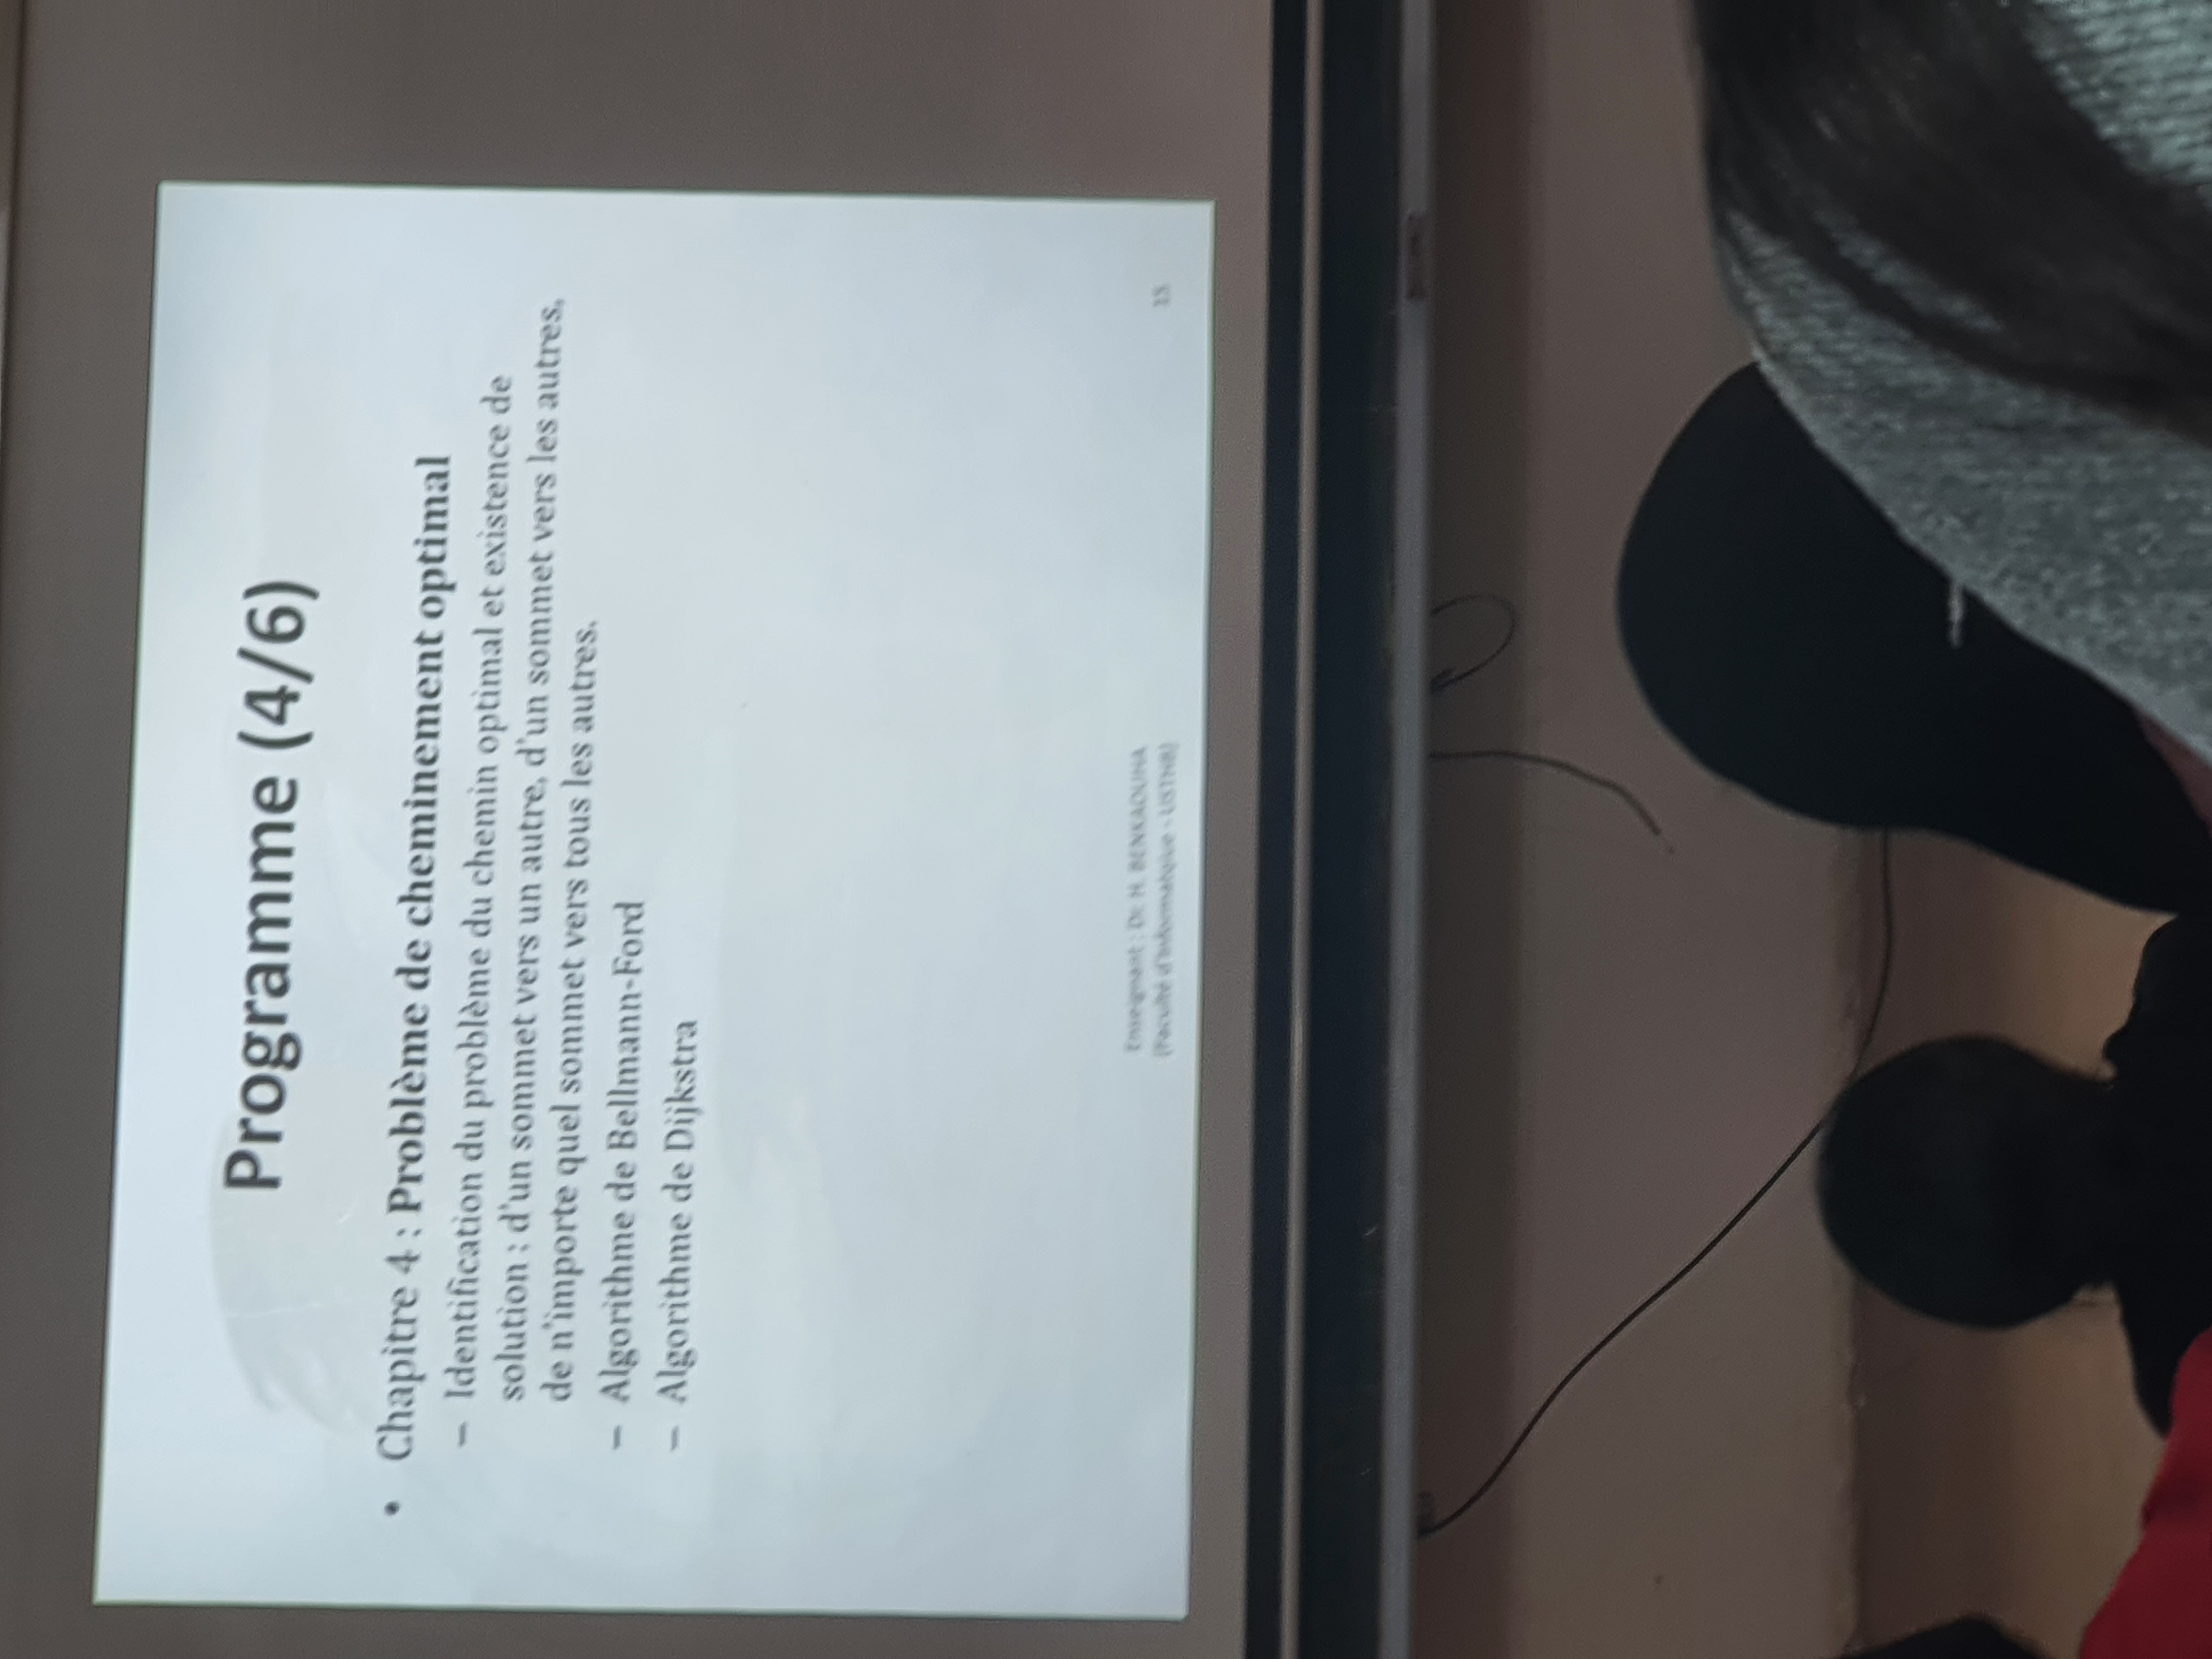 Programme (4/6)
• Chapitre 4 : Problème de cheminement optimal
– Identification du problème du chemin optimal et existence de
solution : d'un sommet vers un autre, d'un sommet vers les autres,
de n'importe quel sommet vers tous les autres.
– Algorithme de Bellmann-Ford
– Algorithme de Dijkstra
Enseignant : Dr. H. BENKAOUHA
(Faculté d'Informatqiue - USTHB)
15